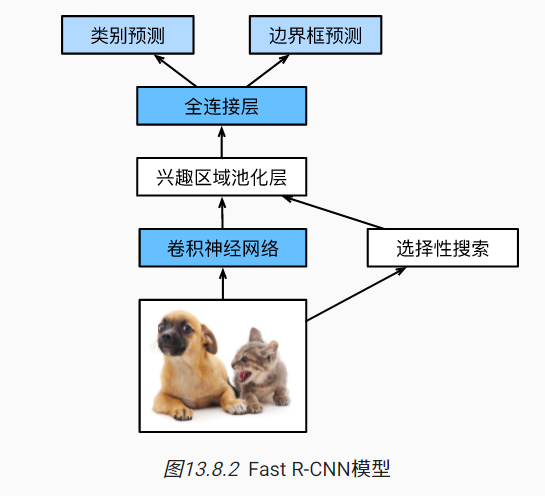 类别预测
边界框预测
全连接层
兴趣区域池化层
卷积神经网络
选择性搜索
图13.8.2 Fast R-CNN模型